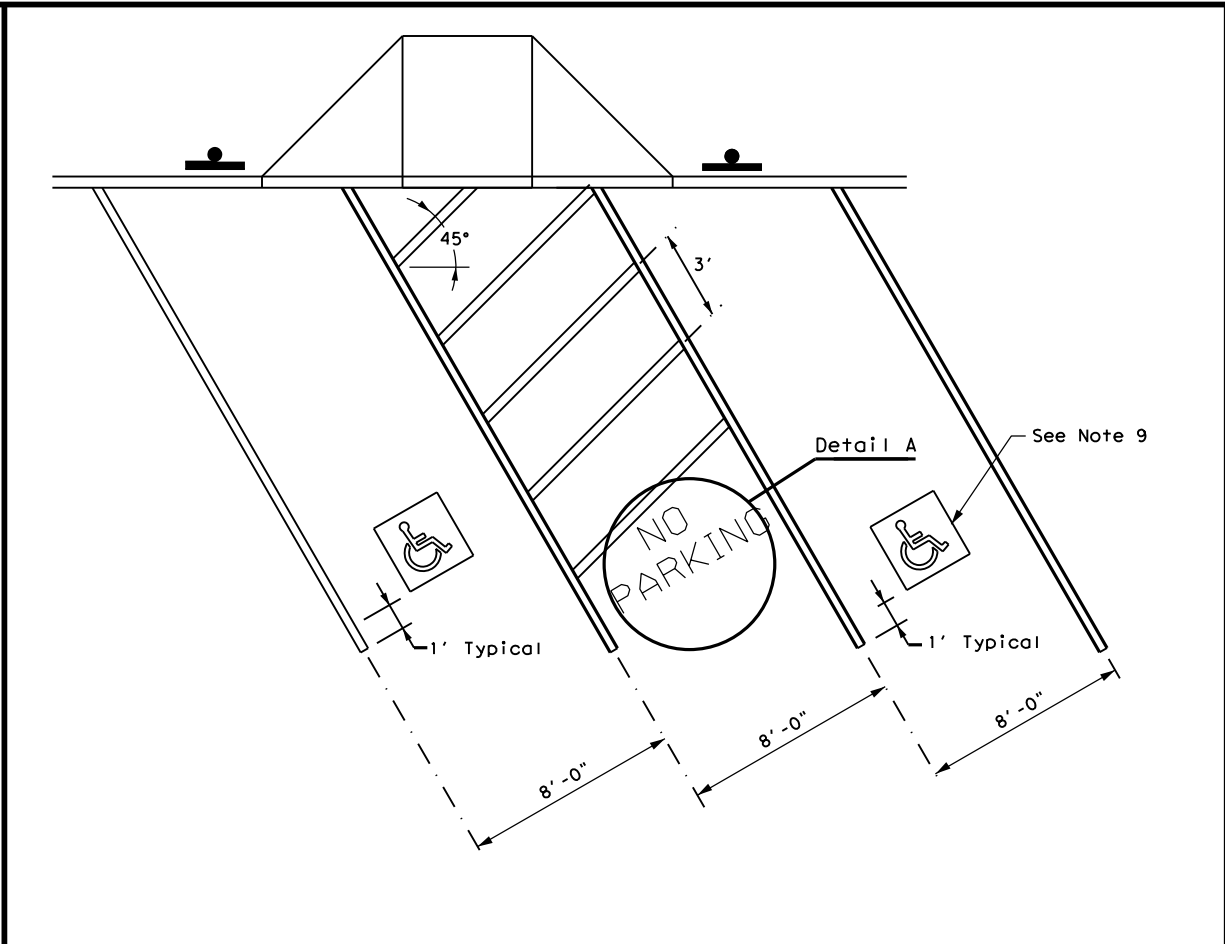 45°
3'
Detail A
See Note 9
NO
PARKING
1' Typical
1' Typical
8'-0"
8'-0"
8'-0"